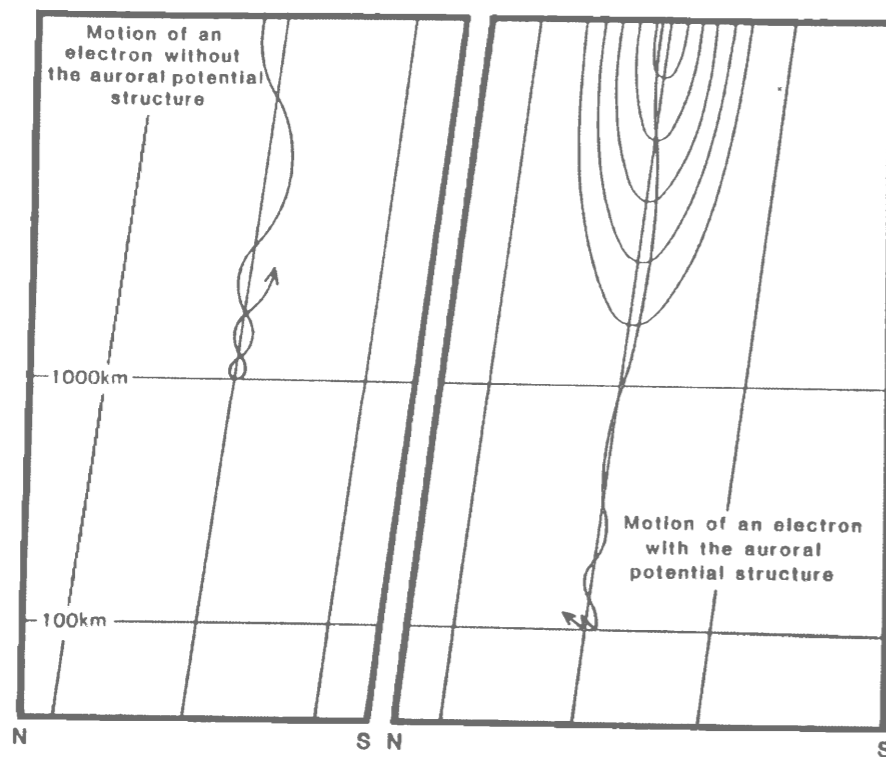 Motion of an
electron without
the auroral potential
structure
1000km
100km
Motion of an electron
with the auroral
potential structure
N
S
N
S